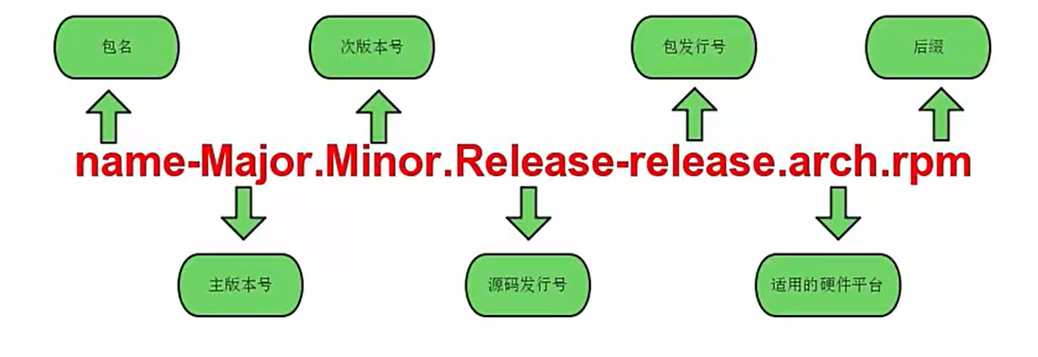 包名
次版本号
包发行号
后缀
name-Major.Minor.Release-release.arch.rpm
主版本号
源码发行号
适用的硬件平台